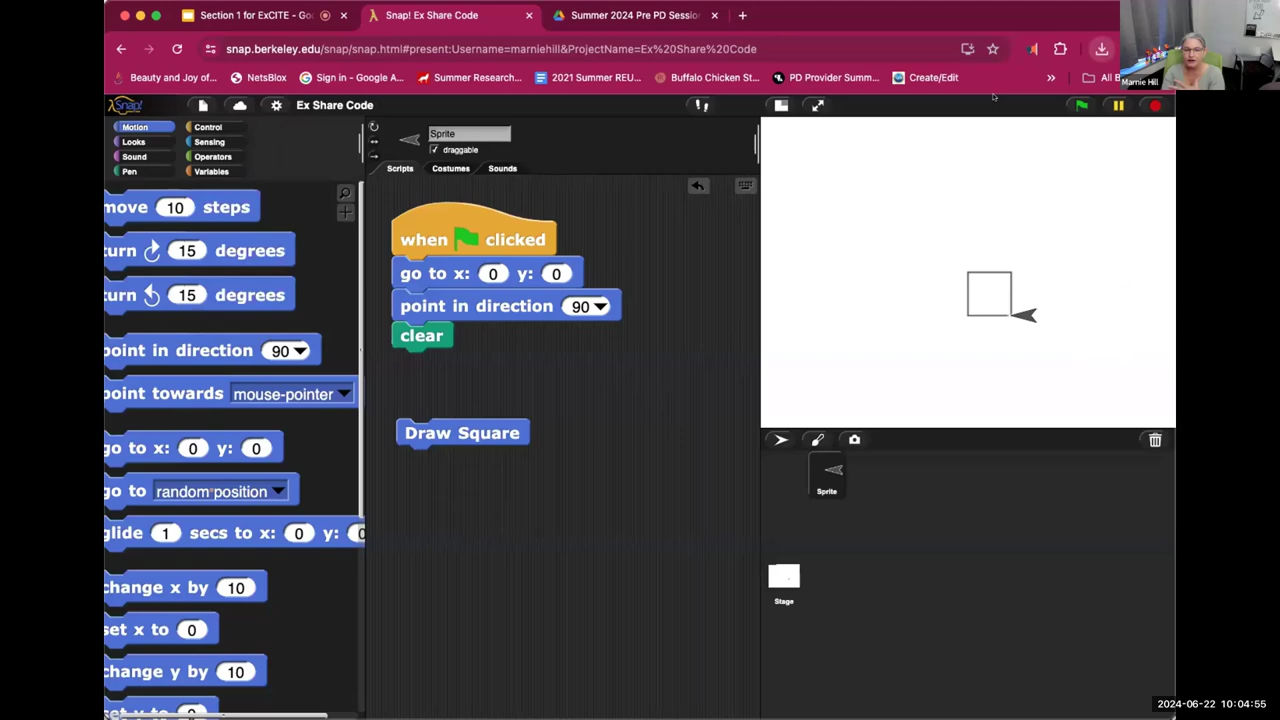 Section 1 for ExCITE - Go
Snap! Ex Share Code
Summer 2024 Pre PD Sessio
snap.berkeley.edu/snap/snap.html#present:Username=marniehill&ProjectName=Ex%20Share%20Code
Beauty and Joy of...
NetsBlox
Sign in - Google A...
Summer Research...
2021 Summer REU...
Buffalo Chicken St...
PD Provider Summ...
Create/Edit
All B
Marnie Hill
Snap!
Ex Share Code
Motion
Control
Looks
Sensing
Sound
Operators
Pen
Variables
Sprite
draggable
Scripts
Costumes
Sounds
move 10 steps
turn 15 degrees
turn 15 degrees
point in direction 90
point towards mouse-pointer
go to x: 0 y: 0
go to random position
glide 1 secs to x: 0 y: 0
change x by 10
set x to 0
change y by 10
set y to 0
when clicked
go to x: 0 y: 0
point in direction 90
clear
Draw Square
Sprite
Stage
2024-06-22 10:04:55